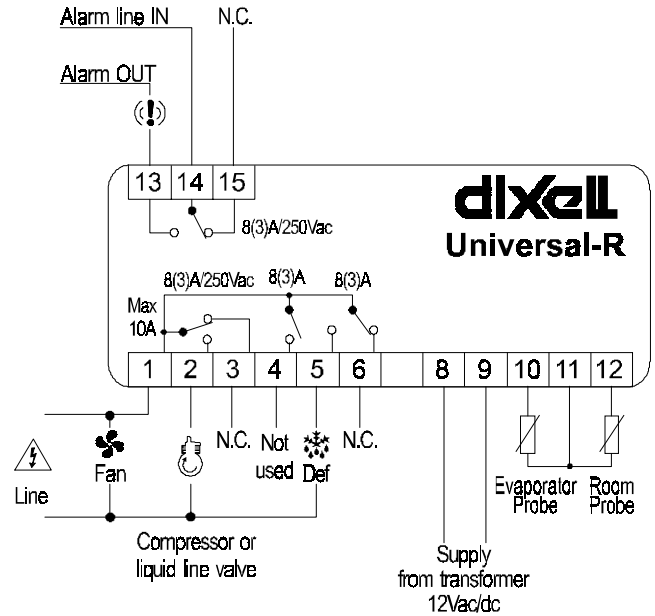 Alarm line IN
N.C.
Alarm OUT
13 14 15
dixell
8(3)A/250Vac
Universal-R
8(3)A/250Vac
8(3)A
8(3)A
Max
10A
1 2 3 4 5 6 8 9 10 11 12
N.C.
Not
used
Def
N.C.
Fan
Line
Evaporator
Probe
Room
Probe
Compressor or
liquid line valve
Supply
from transformer
12Vac/dc